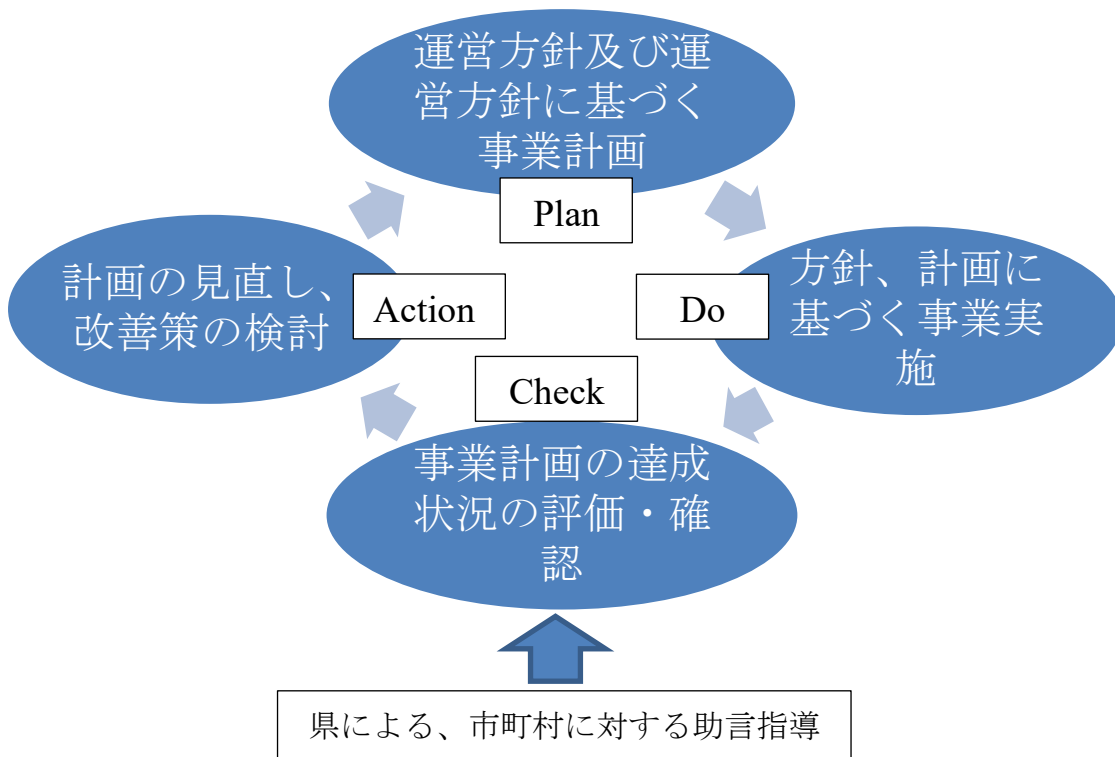 運営方針及び運
営方針に基づく
事業計画
Plan
方針、計画に
基づく事業実
施
Do
Check
事業計画の達成
状況の評価・確
認
計画の見直し、
改善策の検討
Action
県による、市町村に対する助言指導